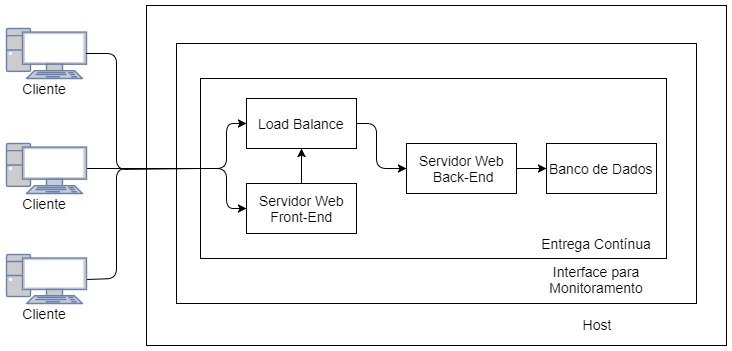 Cliente
Cliente
Cliente
Load Balance
Servidor Web
Front-End
Servidor Web
Back-End
Banco de Dados
Entrega Contínua
Interface para
Monitoramento
Host